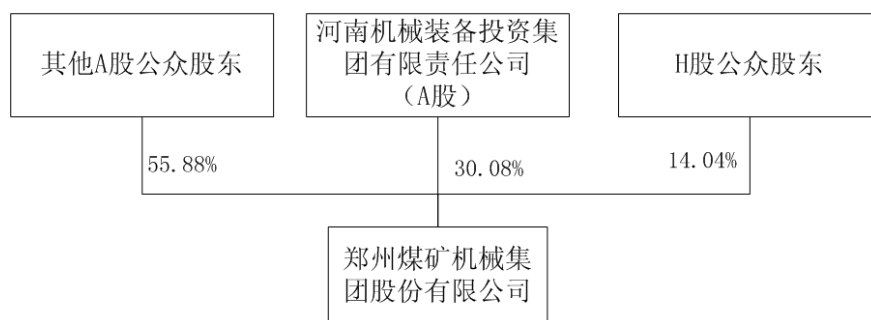 其他A股公众股东
河南机械装备投资集
团有限责任公司
（A股）
H股公众股东
55.88%
30.08%
14.04%
郑州煤矿机械集
团股份有限公司